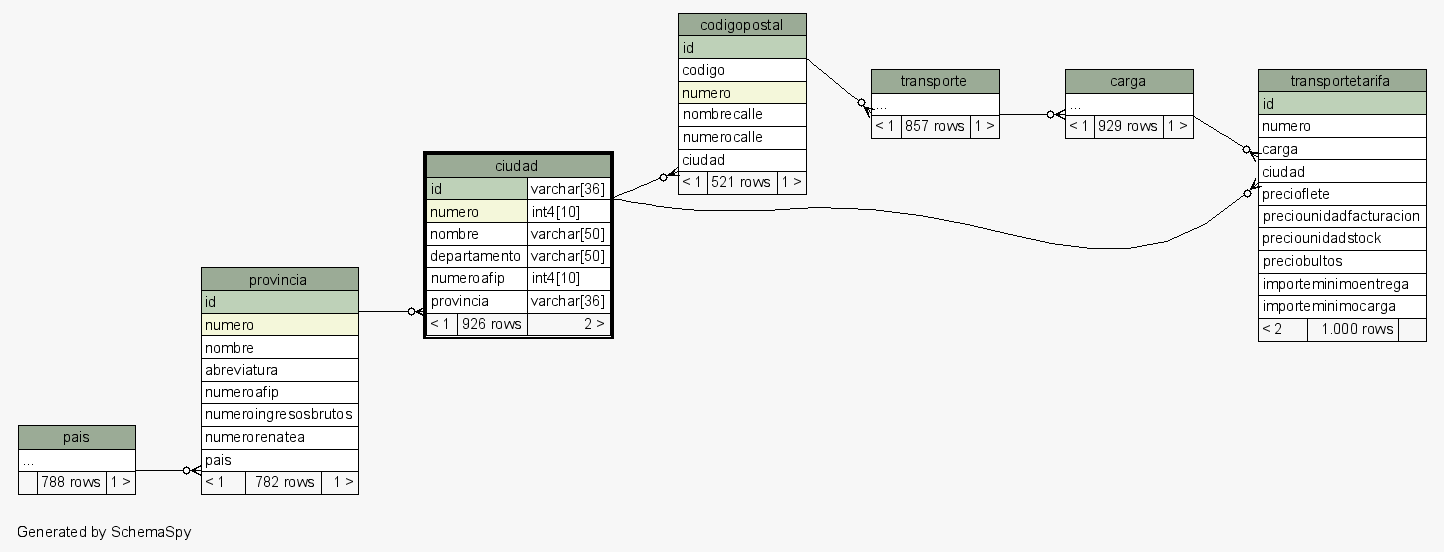 codigopostal
id
codigo
numero
nombrecalle
numerocalle
ciudad
< 1 521 rows 1 >
transporte
...
< 1 857 rows 1 >
carga
...
< 1 929 rows 1 >
transportetarifa
id
numero
carga
ciudad
precioflete
preciounidadfacturacion
preciounidadstock
preciobultos
importeminimoentrega
importeminimocarga
< 2 1.000 rows
ciudad
id varchar[36]
numero int4[10]
nombre varchar[50]
departamento varchar[50]
numeroafip int4[10]
provincia varchar[36]
< 1 926 rows 2 >
provincia
id
numero
nombre
abreviatura
numeroafip
numeroingresosbrutos
numerorenatea
pais
< 1 782 rows 1 >
pais
...
788 rows 1 >
Generated by SchemaSpy